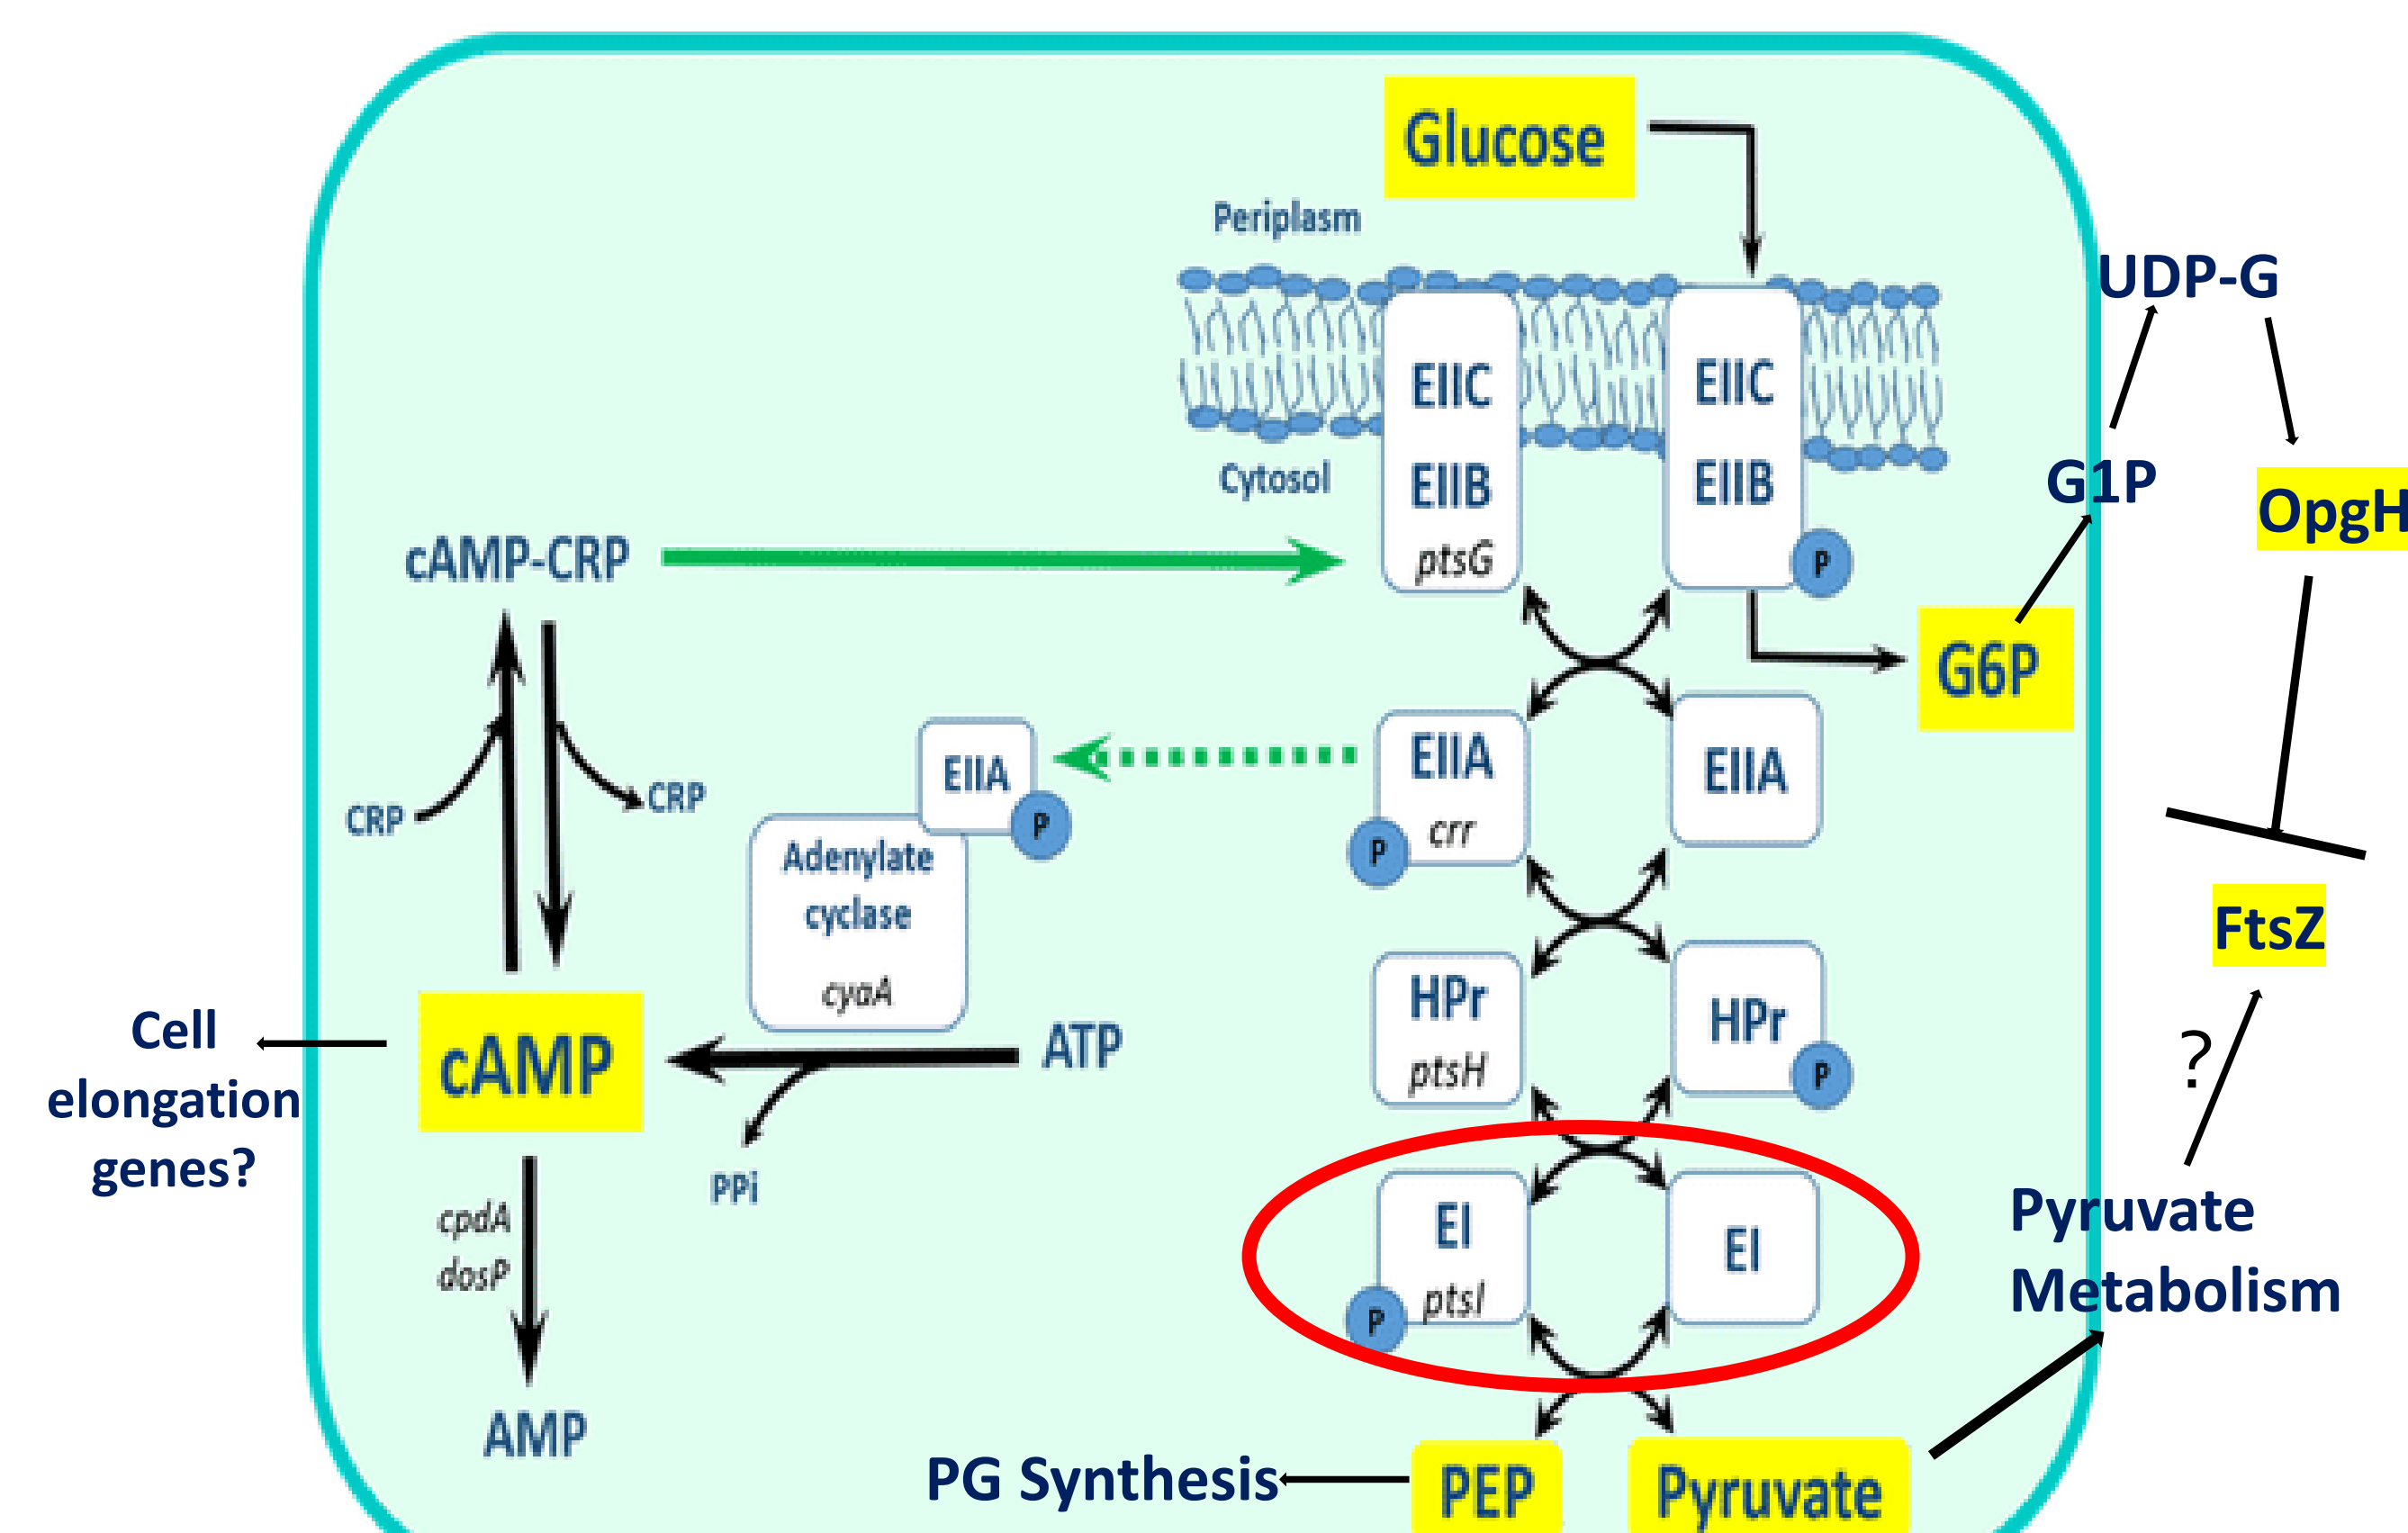 Glucose
Periplasm
UDP-G
EIIC
EIIC
EIIB
EIIB
Cytosol
G1P
OpgH
ptsG
P
cAMP-CRP
G6P
EIIA
P
EIIA
crr
P
EIIA
CRP
CRP
Adenylate
cyclase
cyaA
FtsZ
HPr
ptsH
HPr
P
Cell
elongation
genes?
cAMP
ATP
?
PPi
cpdA
dosP
EI
ptsI
P
EI
Pyruvate
Metabolism
AMP
PG Synthesis
PEP
Pyruvate